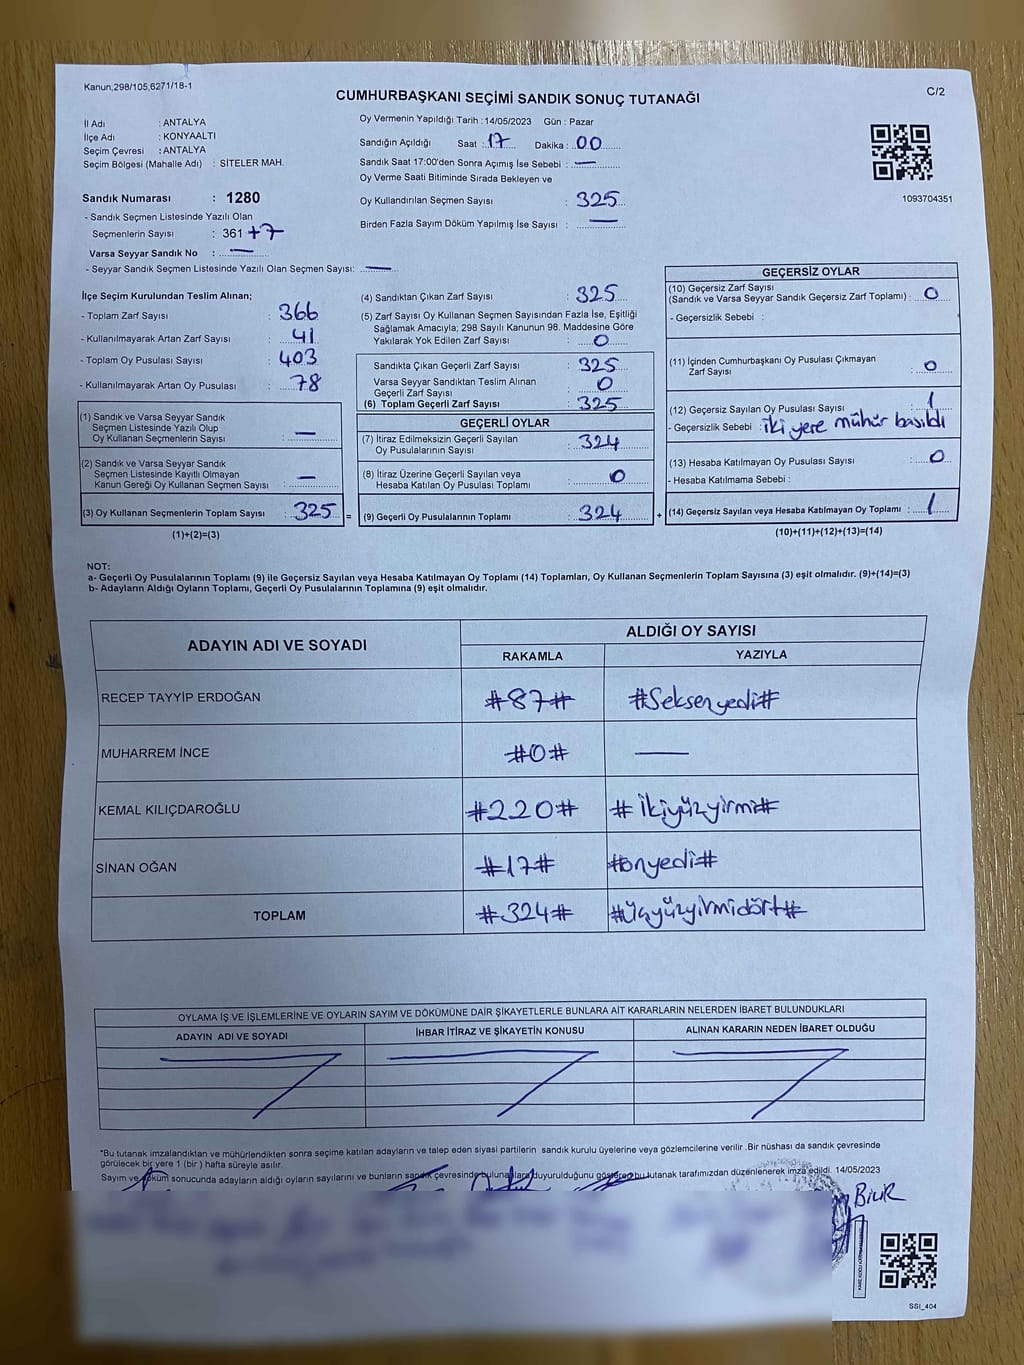 Kanun;298/105,6271/18-1
CUMHURBAŞKANI SEÇİMİ SANDIK SONUÇ TUTANAĞI
C/2
İl Adı : ANTALYA
İlçe Adı : KONYAALTI
Seçim Çevresi : ANTALYA
Seçim Bölgesi (Mahalle Adı) : SİTELER MAH.
Oy Vermenin Yapıldığı Tarih :14/05/2023 Gün : Pazar
Sandığın Açıldığı Saat : 17 Dakika : 00
Sandık Saat 17:00'den Sonra Açımış İse Sebebi : —
Oy Verme Saati Bitiminde Sırada Bekleyen ve
Oy Kullandırılan Seçmen Sayısı : 325
Birden Fazla Sayım Döküm Yapılmış İse Sayısı : —
1093704351
Sandık Numarası : 1280
- Sandık Seçmen Listesinde Yazılı Olan
Seçmenlerin Sayısı : 361 +7
Varsa Seyyar Sandık No : —
- Seyyar Sandık Seçmen Listesinde Yazılı Olan Seçmen Sayısı: —
İlçe Seçim Kurulundan Teslim Alınan;
- Toplam Zarf Sayısı : 366
- Kullanılmayarak Artan Zarf Sayısı : 41
- Toplam Oy Pusulası Sayısı : 403
- Kullanılmayarak Artan Oy Pusulası : 78
(1) Sandık ve Varsa Seyyar Sandık
Seçmen Listesinde Yazılı Olup
Oy Kullanan Seçmenlerin Sayısı : —
(2) Sandık ve Varsa Seyyar Sandık
Seçmen Listesinde Kayıtlı Olmayan
Kanun Gereği Oy Kullanan Seçmen Sayısı : —
(3) Oy Kullanan Seçmenlerin Toplam Sayısı : 325 =
(1)+(2)=(3)
(4) Sandıktan Çıkan Zarf Sayısı : 325
(5) Zarf Sayısı Oy Kullanan Seçmen Sayısından Fazla İse, Eşitliği
Sağlamak Amacıyla; 298 Sayılı Kanunun 98. Maddesine Göre
Yakılarak Yok Edilen Zarf Sayısı : 0
Sandıkta Çıkan Geçerli Zarf Sayısı : 325
Varsa Seyyar Sandıktan Teslim Alınan
Geçerli Zarf Sayısı : 0
(6) Toplam Geçerli Zarf Sayısı : 325
GEÇERLİ OYLAR
(7) İtiraz Edilmeksizin Geçerli Sayılan
Oy Pusulalarının Sayısı : 324
(8) İtiraz Üzerine Geçerli Sayılan veya
Hesaba Katılan Oy Pusulası Toplamı : 0
(9) Geçerli Oy Pusulalarının Toplamı : 324 +
GEÇERSİZ OYLAR
(10) Geçersiz Zarf Sayısı
(Sandık ve Varsa Seyyar Sandık Geçersiz Zarf Toplamı) : 0
- Geçersizlik Sebebi :
(11) İçinden Cumhurbaşkanı Oy Pusulası Çıkmayan
Zarf Sayısı : 0
(12) Geçersiz Sayılan Oy Pusulası Sayısı : 1
- Geçersizlik Sebebi : iki yere mühür basıldı
(13) Hesaba Katılmayan Oy Pusulası Sayısı : 0
- Hesaba Katılmama Sebebi :
(14) Geçersiz Sayılan veya Hesaba Katılmayan Oy Toplamı : 1
(10)+(11)+(12)+(13)=(14)
NOT:
a- Geçerli Oy Pusulalarının Toplamı (9) ile Geçersiz Sayılan veya Hesaba Katılmayan Oy Toplamı (14) Toplamları, Oy Kullanan Seçmenlerin Toplam Sayısına (3) eşit olmalıdır. (9)+(14)=(3)
b- Adayların Aldığı Oyların Toplamı, Geçerli Oy Pusulalarının Toplamına (9) eşit olmalıdır.
ADAYIN ADI VE SOYADI
ALDIĞI OY SAYISI
RAKAMLA YAZIYLA
RECEP TAYYİP ERDOĞAN #87# #Seksenyedi#
MUHARREM İNCE #0# —
KEMAL KILIÇDAROĞLU #220# #ikiyüzyirmi#
SİNAN OĞAN #17# #onyedi#
TOPLAM #324# #üçyüzyirmidört#
OYLAMA İŞ VE İŞLEMLERİNE VE OYLARIN SAYIM VE DÖKÜMÜNE DAİR ŞİKAYETLERLE BUNLARA AİT KARARLARIN NELERDEN İBARET BULUNDUKLARI
ADAYIN ADI VE SOYADI İHBAR İTİRAZ VE ŞİKAYETİN KONUSU ALINAN KARARIN NEDEN İBARET OLDUĞU
*Bu tutanak imzalandıktan ve mühürlendikten sonra seçime katılan adayların ve talep eden siyasi partilerin sandık kurulu üyelerine veya gözlemcilerine verilir .Bir nüshası da sandık çevresinde
görülecek bir yere 1 (bir ) hafta süreyle asılır.
Sayım ve döküm sonucunda adayların aldığı oyların sayılarını ve bunların sandık çevresinde bulunanlara duyurulduğunu gösteren bu tutanak tarafımızdan düzenlenerek imza edildi. 14/05/2023
BİLİR
SSİ_404